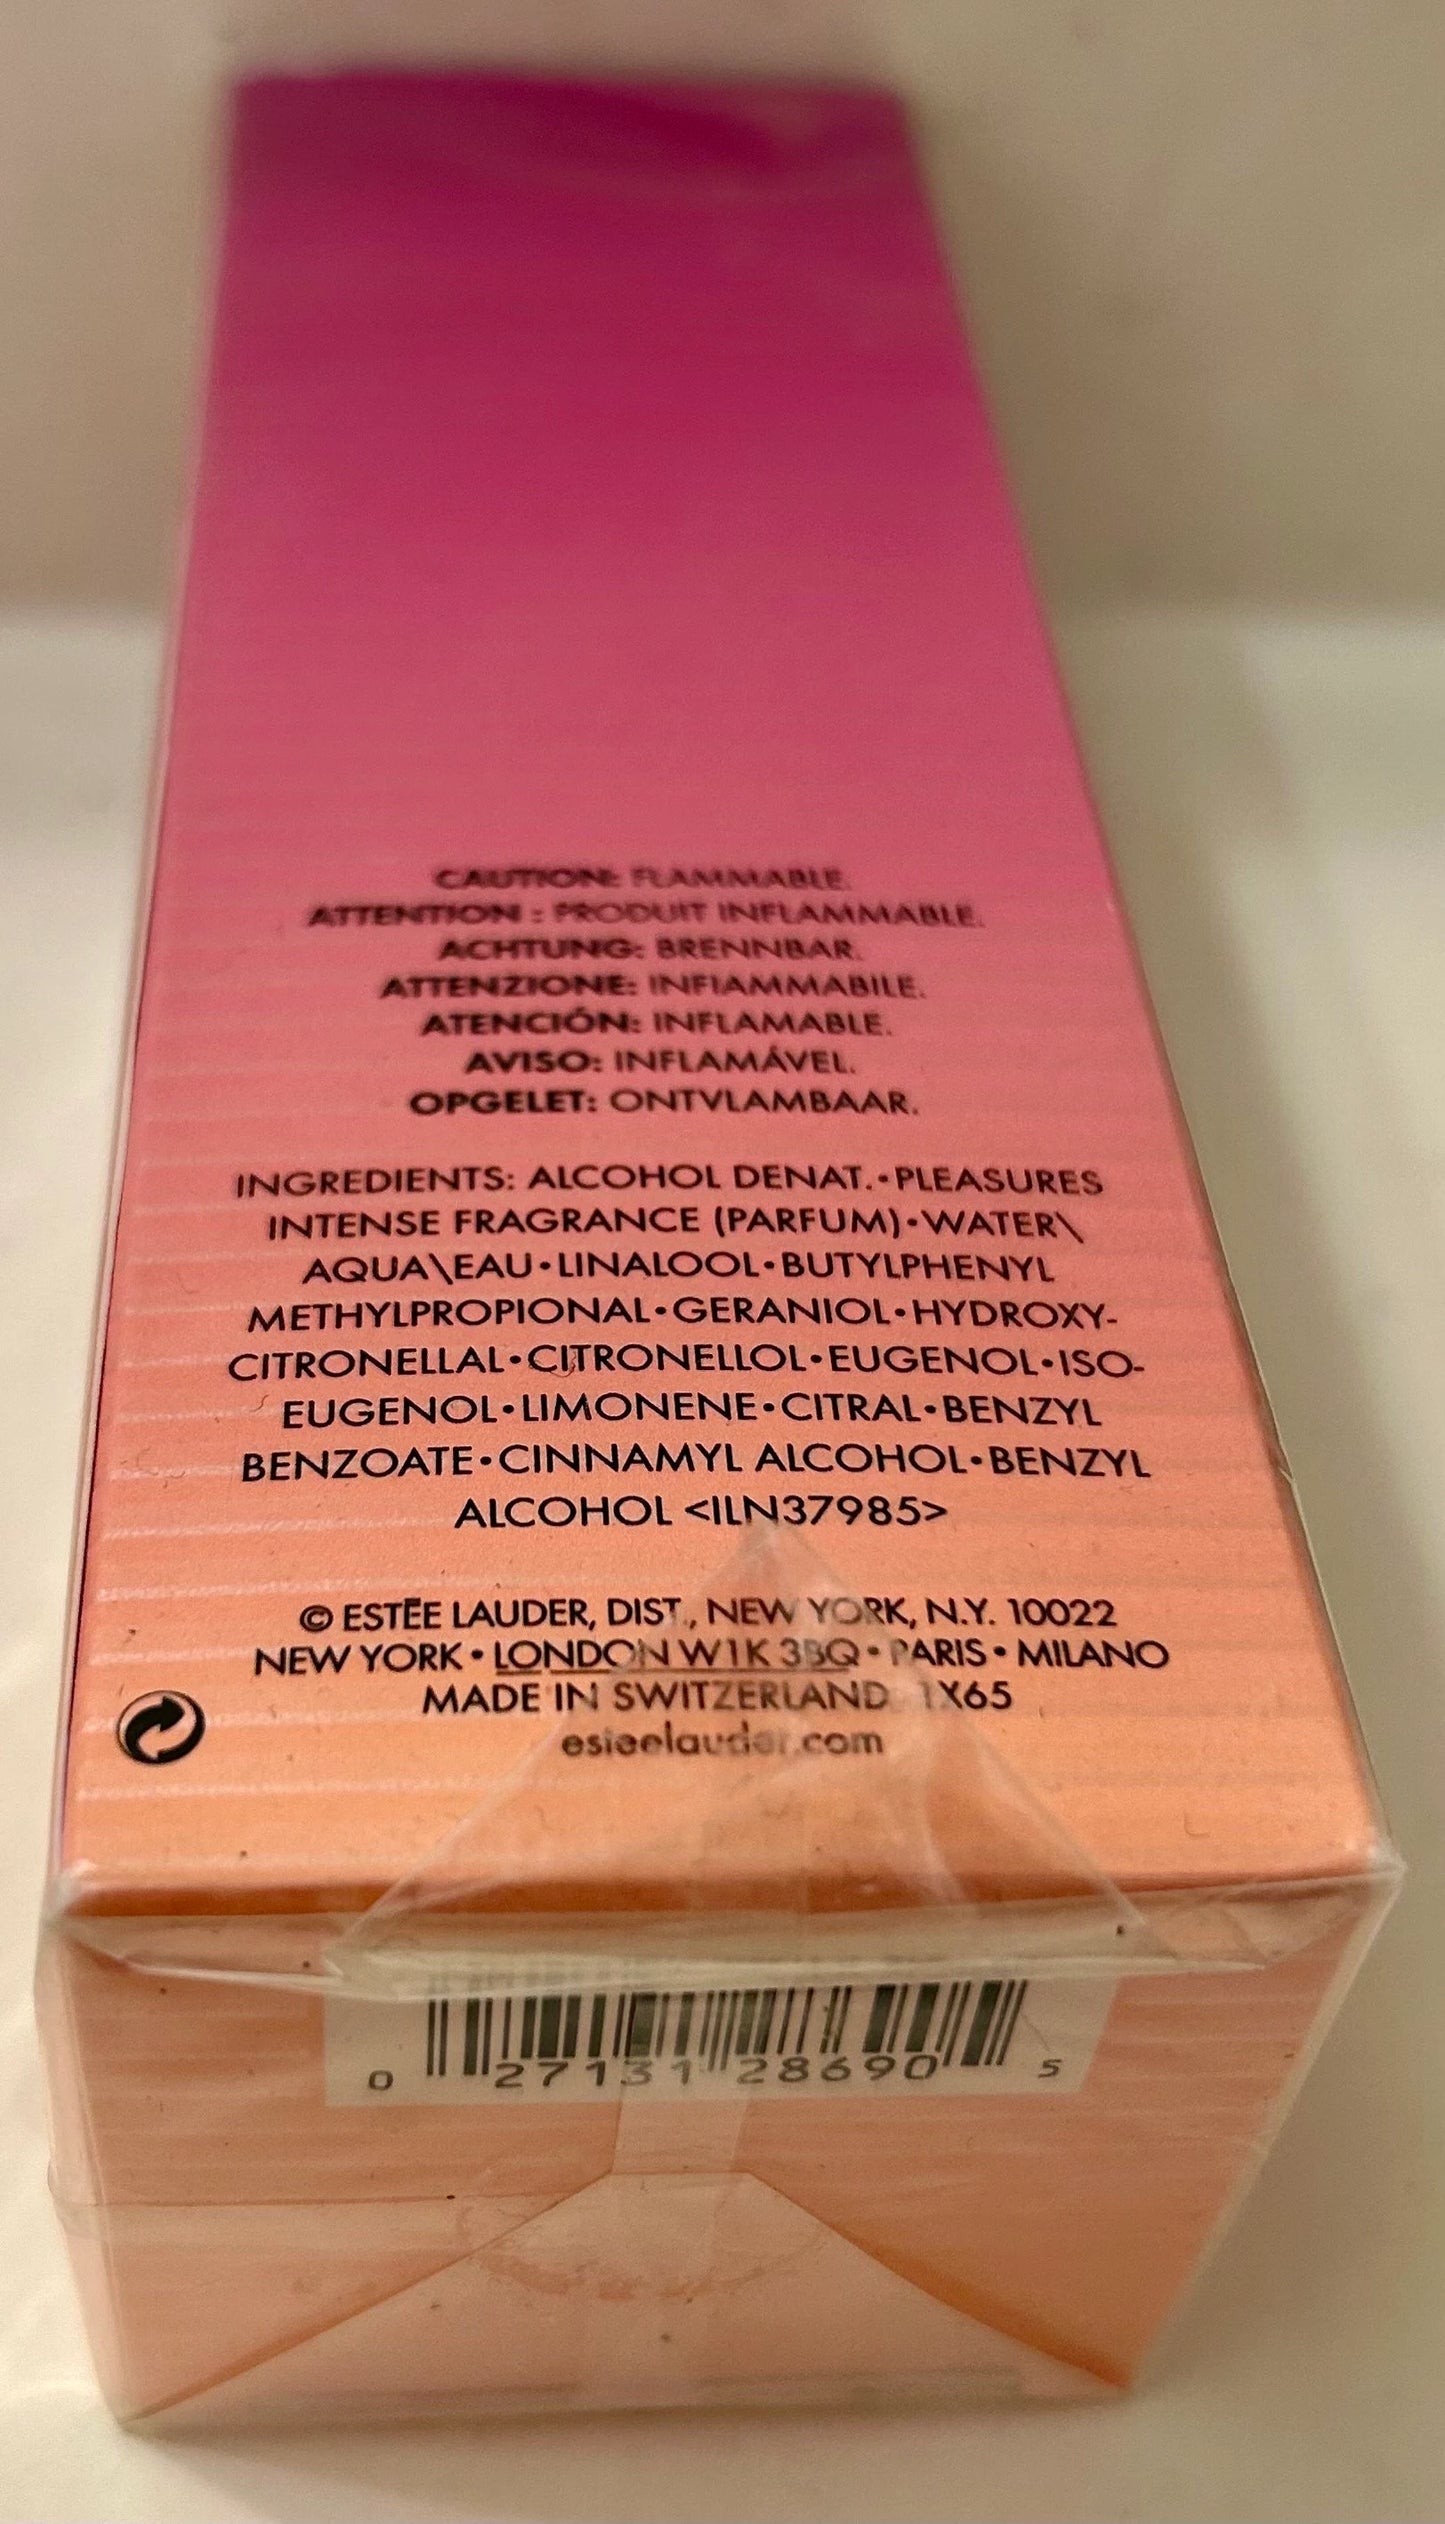 CAUTION: FLAMMABLE.
ATTENTION : PRODUIT INFLAMMABLE.
ACHTUNG: BRENNBAR.
ATTENZIONE: INFIAMMABILE.
ATENCIÓN: INFLAMABLE.
AVISO: INFLAMÁVEL.
OPGELET: ONTVLAMBAAR.
INGREDIENTS: ALCOHOL DENAT.•PLEASURES
INTENSE FRAGRANCE (PARFUM)•WATER\
AQUA\EAU•LINALOOL•BUTYLPHENYL
METHYLPROPIONAL•GERANIOL•HYDROXY-
CITRONELLAL•CITRONELLOL•EUGENOL•ISO-
EUGENOL•LIMONENE•CITRAL•BENZYL
BENZOATE•CINNAMYL ALCOHOL•BENZYL
ALCOHOL <ILN37985>
© ESTĒE LAUDER, DIST., NEW YORK, N.Y. 10022
NEW YORK • LONDON W1K 3BQ • PARIS • MILANO
MADE IN SWITZERLAND 1X65
esteelauder.com
0 27131 28690 5